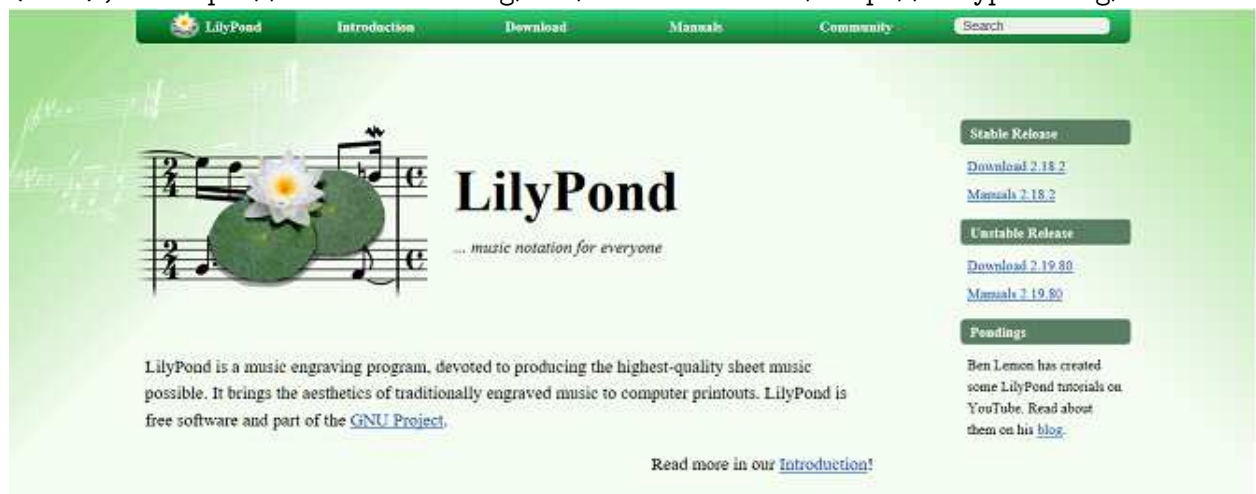 LilyPond Introduction Download Manuals Community Search
LilyPond
... music notation for everyone
LilyPond is a music engraving program, devoted to producing the highest-quality sheet music
possible. It brings the aesthetics of traditionally engraved music to computer printouts. LilyPond is
free software and part of the GNU Project.
Read more in our Introduction!
Stable Release
Download 2.18.2
Manuals 2.18.2
Unstable Release
Download 2.19.80
Manuals 2.19.80
Pondings
Ben Lemon has created
some LilyPond tutorials on
YouTube. Read about
them on his blog.